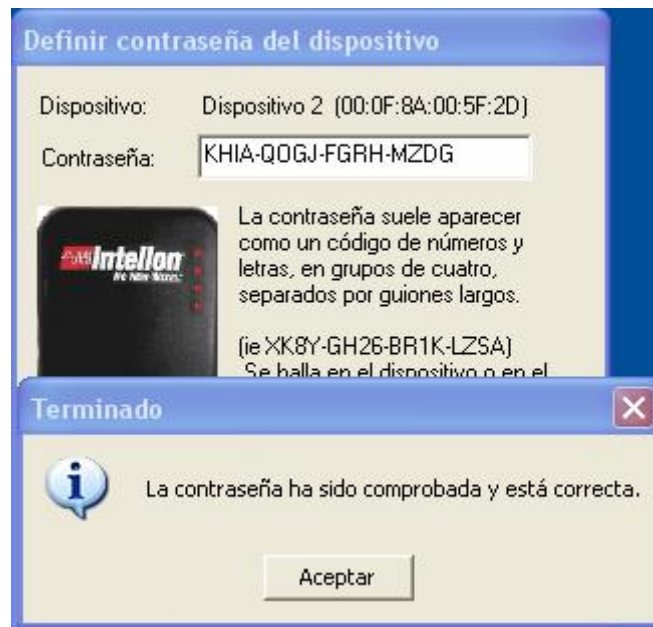 Definir contraseña del dispositivo
Dispositivo: Dispositivo 2 (00:0F:8A:00:5F:2D)
Contraseña: KHIA-QOGJ-FGRH-MZDG
Intellon
No New Wires.
La contraseña suele aparecer
como un código de números y
letras, en grupos de cuatro,
separados por guiones largos.
(ie XK8Y-GH26-BR1K-LZSA)
Se halla en el dispositivo o en el
Terminado
La contraseña ha sido comprobada y está correcta.
Aceptar